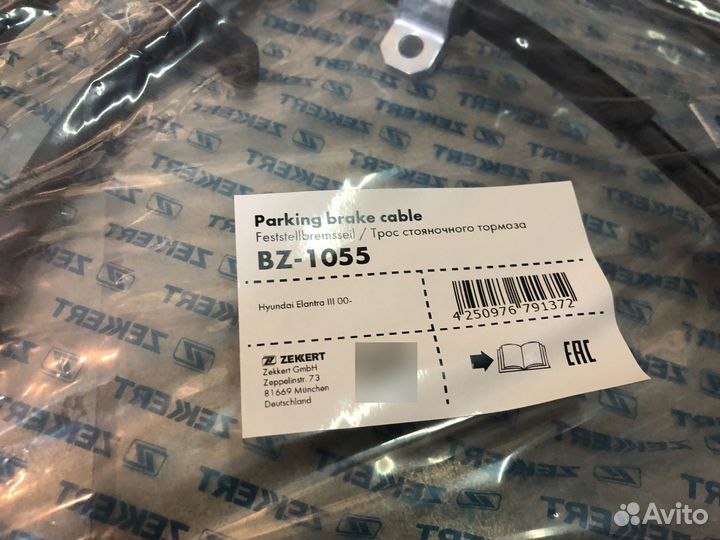 ZEKKERT
Parking brake cable
Feststellbremsseil / Трос стояночного тормоза
BZ-1055
Hyundai Elantra III 00-
4 250976 791372
ZEKKERT
Zekkert GmbH
Zeppelinstr. 73
81669 München
Deutschland
EAC
Avito